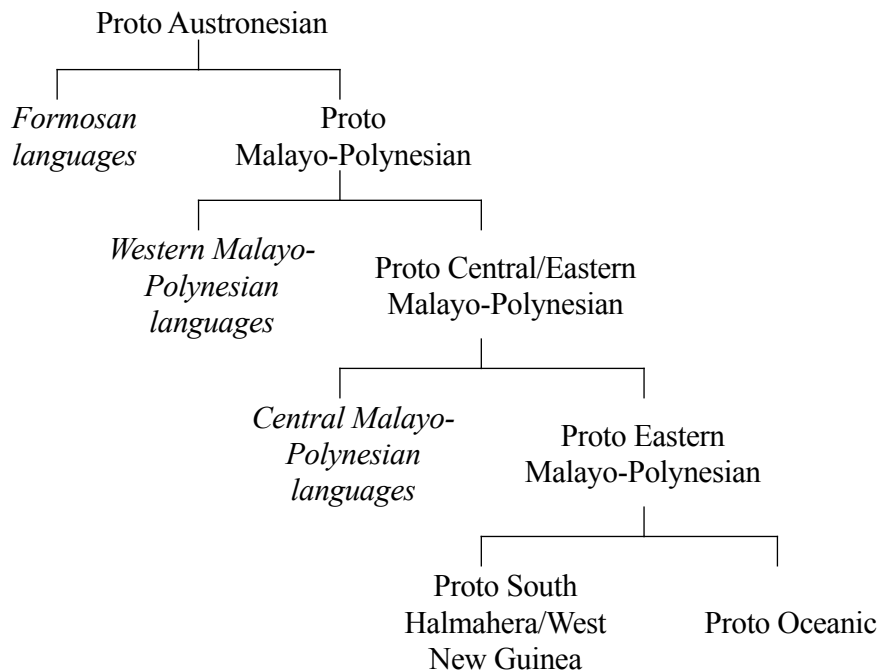 Proto Austronesian
Formosan
languages
Proto
Malayo-Polynesian
Western Malayo-
Polynesian
languages
Proto Central/Eastern
Malayo-Polynesian
Central Malayo-
Polynesian
languages
Proto Eastern
Malayo-Polynesian
Proto South
Halmahera/West
New Guinea
Proto Oceanic